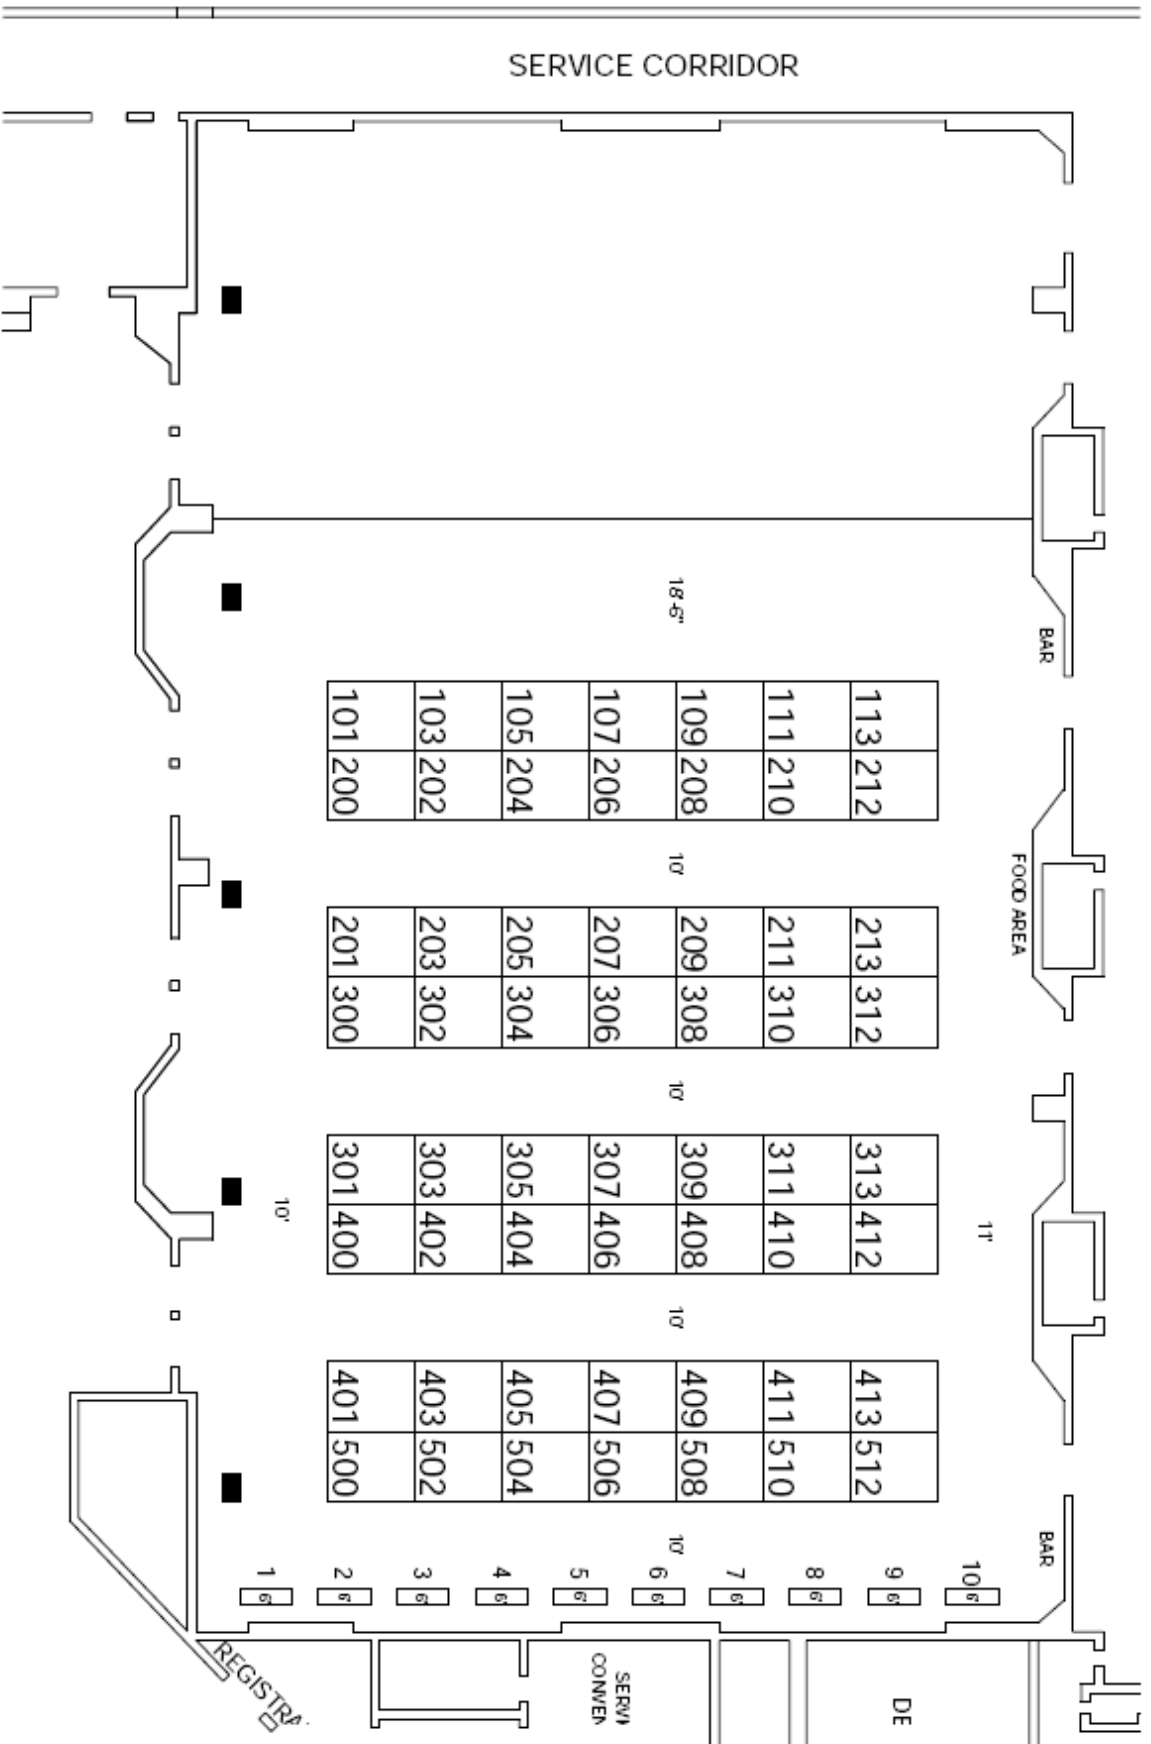 SERVICE CORRIDOR
18'-6"
BAR
101 103 105 107 109 111 113
200 202 204 206 208 210 212
10'
FOOD AREA
201 203 205 207 209 211 213
300 302 304 306 308 310 312
10'
301 303 305 307 309 311 313
10'
400 402 404 406 408 410 412
11'
10'
401 403 405 407 409 411 413
500 502 504 506 508 510 512
10'
BAR
1 2 3 4 5 6 7 8 9 10
6' 6' 6' 6' 6' 6' 6' 6' 6' 6'
REGISTRA
SERVI
CONVEN
DE